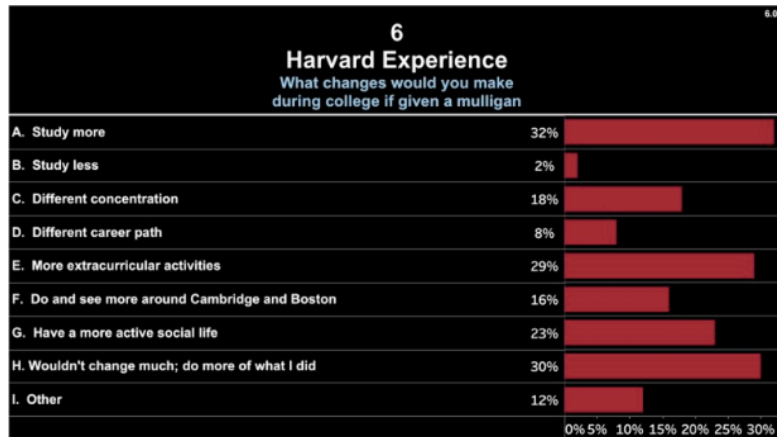 6.0
6
Harvard Experience
What changes would you make
during college if given a mulligan
A. Study more 32%
B. Study less 2%
C. Different concentration 18%
D. Different career path 8%
E. More extracurricular activities 29%
F. Do and see more around Cambridge and Boston 16%
G. Have a more active social life 23%
H. Wouldn't change much; do more of what I did 30%
I. Other 12%
0% 5% 10% 15% 20% 25% 30%